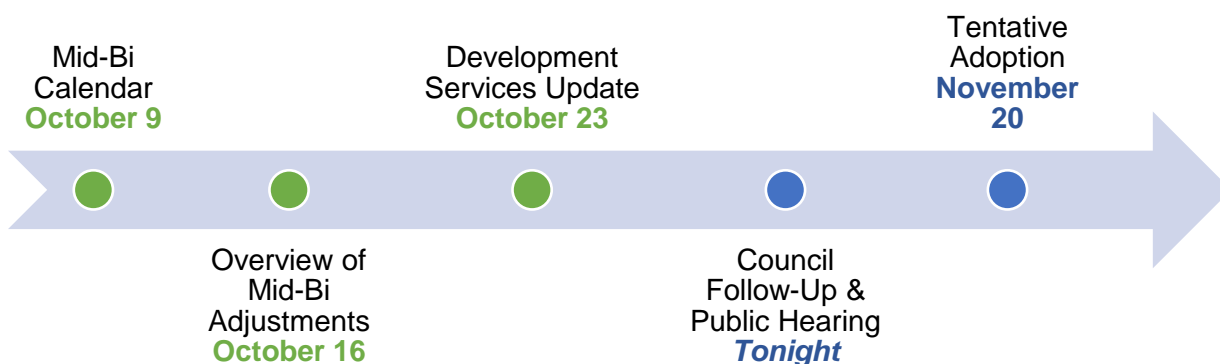 Mid-Bi
Calendar
October 9
Overview of
Mid-Bi
Adjustments
October 16
Development
Services Update
October 23
Council
Follow-Up &
Public Hearing
Tonight
Tentative
Adoption
November
20